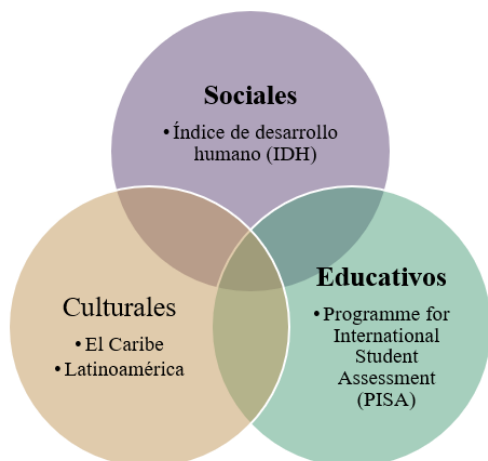 Sociales
• Índice de desarrollo
humano (IDH)
Culturales
• El Caribe
• Latinoamérica
Educativos
• Programme for
International
Student
Assessment
(PISA)